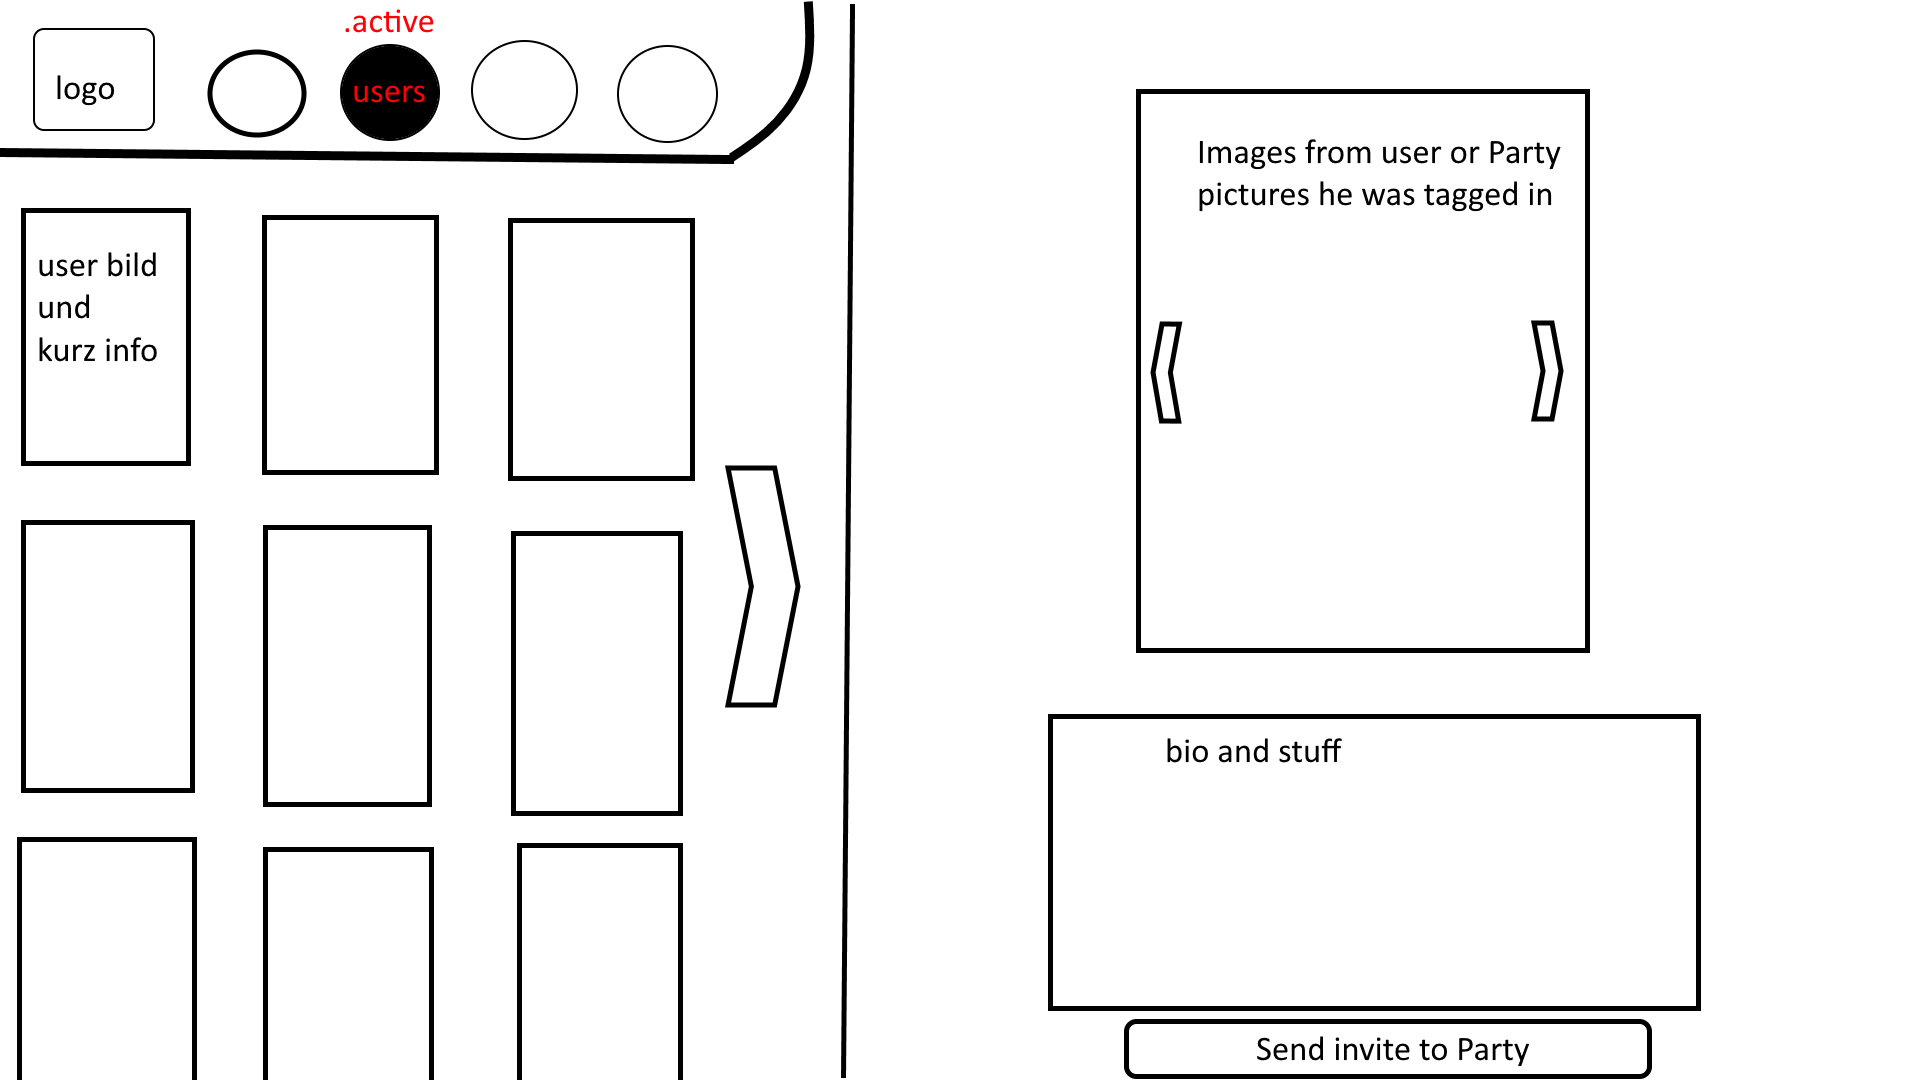 .active
logo
users
user bild
und
kurz info
Images from user or Party
pictures he was tagged in
bio and stuff
Send invite to Party